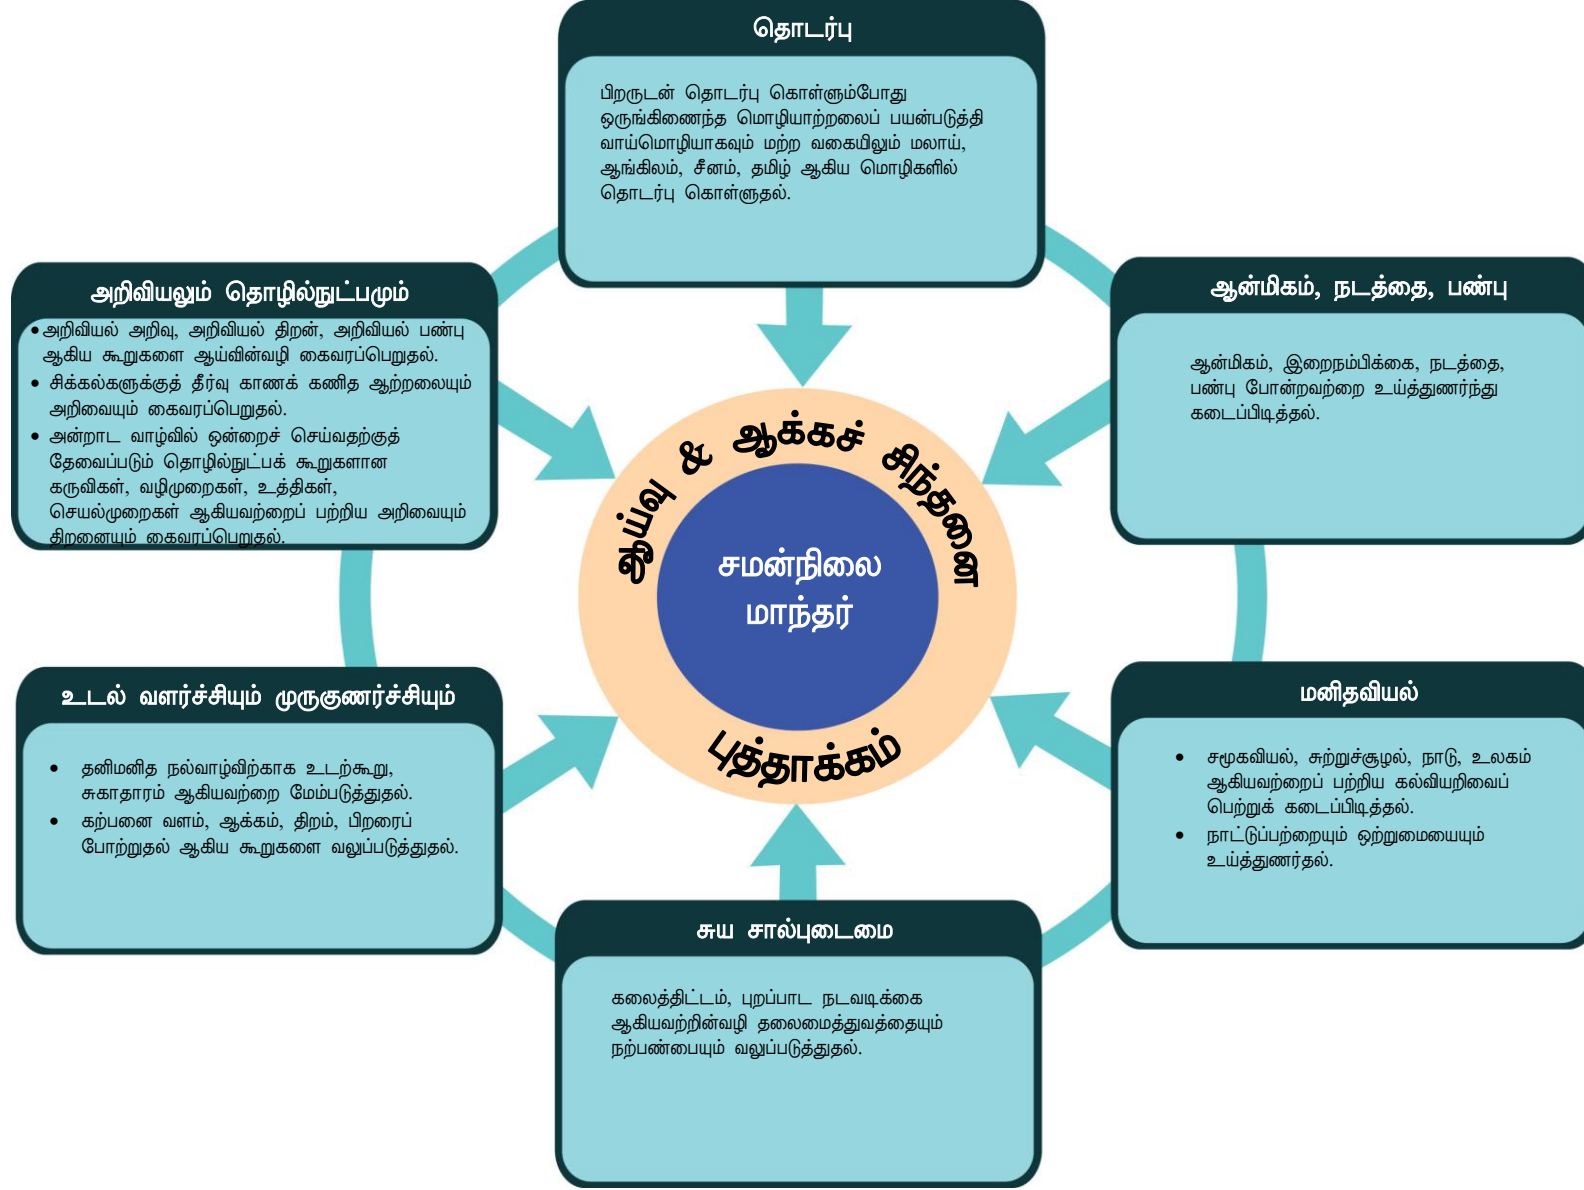 தொடர்பு
பிறருடன் தொடர்பு கொள்ளும்போது
ஒருங்கிணைந்த மொழியாற்றலைப் பயன்படுத்தி
வாய்மொழியாகவும் மற்ற வகையிலும் மலாய்,
ஆங்கிலம், சீனம், தமிழ் ஆகிய மொழிகளில்
தொடர்பு கொள்ளுதல்.
அறிவியலும் தொழில்நுட்பமும்
• அறிவியல் அறிவு, அறிவியல் திறன், அறிவியல் பண்பு
ஆகிய கூறுகளை ஆய்வின்வழி கைவரப்பெறுதல்.
• சிக்கல்களுக்குத் தீர்வு காணக் கணித ஆற்றலையும்
அறிவையும் கைவரப்பெறுதல்.
• அன்றாட வாழ்வில் ஒன்றைச் செய்வதற்குத்
தேவைப்படும் தொழில்நுட்பக் கூறுகளான
கருவிகள், வழிமுறைகள், உத்திகள்,
செயல்முறைகள் ஆகியவற்றைப் பற்றிய அறிவையும்
திறனையும் கைவரப்பெறுதல்.
ஆன்மிகம், நடத்தை, பண்பு
ஆன்மிகம், இறைநம்பிக்கை, நடத்தை,
பண்பு போன்றவற்றை உய்த்துணர்ந்து
கடைப்பிடித்தல்.
ஆய்வு & ஆக்கச் சிந்தனை
சமன்நிலை
மாந்தர்
புத்தாக்கம்
உடல் வளர்ச்சியும் முருகுணர்ச்சியும்
• தனிமனித நல்வாழ்விற்காக உடற்கூறு,
சுகாதாரம் ஆகியவற்றை மேம்படுத்துதல்.
• கற்பனை வளம், ஆக்கம், திறம், பிறரைப்
போற்றுதல் ஆகிய கூறுகளை வலுப்படுத்துதல்.
மனிதவியல்
• சமூகவியல், சுற்றுச்சூழல், நாடு, உலகம்
ஆகியவற்றைப் பற்றிய கல்வியறிவைப்
பெற்றுக் கடைப்பிடித்தல்.
• நாட்டுப்பற்றையும் ஒற்றுமையையும்
உய்த்துணர்தல்.
சுய சால்புடைமை
கலைத்திட்டம், புறப்பாட நடவடிக்கை
ஆகியவற்றின்வழி தலைமைத்துவத்தையும்
நற்பண்பையும் வலுப்படுத்துதல்.